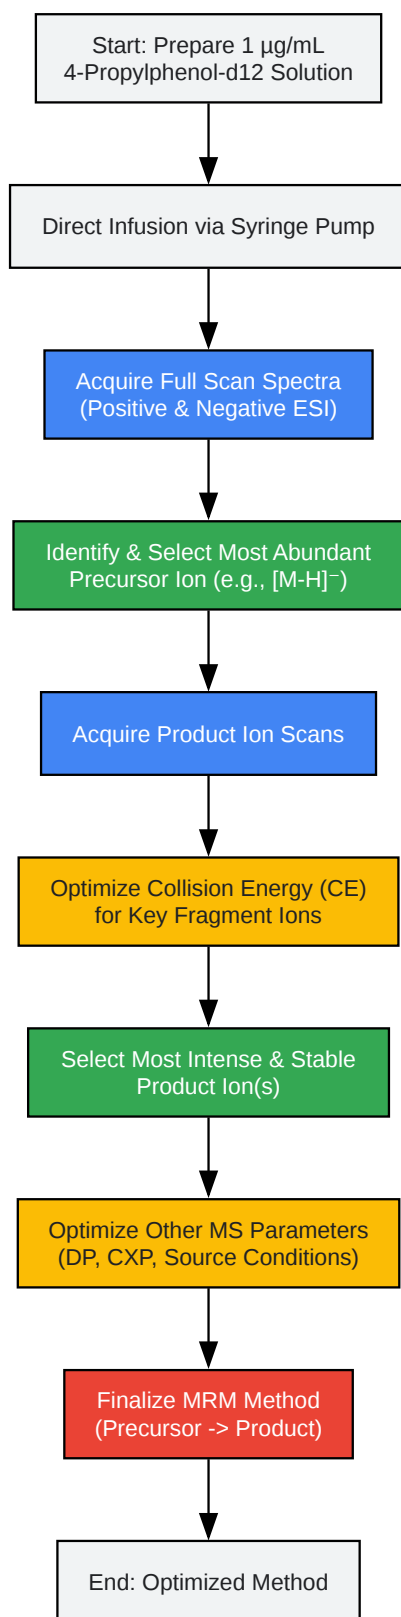 Start: Prepare 1 µg/mL
4-Propylphenol-d12 Solution
Direct Infusion via Syringe Pump
Acquire Full Scan Spectra
(Positive & Negative ESI)
Identify & Select Most Abundant
Precursor Ion (e.g., [M-H]⁻)
Acquire Product Ion Scans
Optimize Collision Energy (CE)
for Key Fragment Ions
Select Most Intense & Stable
Product Ion(s)
Optimize Other MS Parameters
(DP, CXP, Source Conditions)
Finalize MRM Method
(Precursor -> Product)
End: Optimized Method